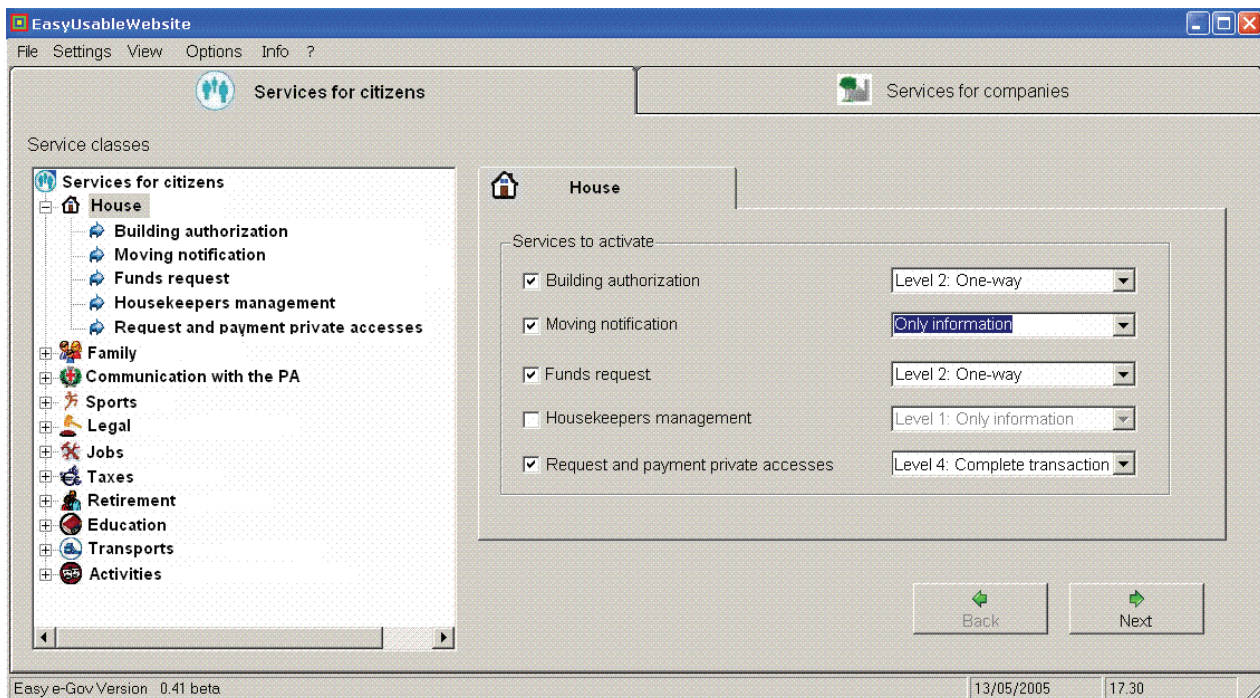 EasyUsableWebsite
File Settings View Options Info ?
Services for citizens
Services for companies
Service classes
Services for citizens
House
Building authorization
Moving notification
Funds request
Housekeepers management
Request and payment private accesses
Family
Communication with the PA
Sports
Legal
Jobs
Taxes
Retirement
Education
Transports
Activities
House
Services to activate
Building authorization Level 2: One-way
Moving notification Only information
Funds request Level 2: One-way
Housekeepers management Level 1: Only information
Request and payment private accesses Level 4: Complete transaction
Back Next
Easy e-Gov Version 0.41 beta 13/05/2005 17.30